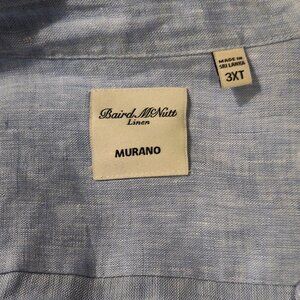 Baird McNutt
Linen
MURANO
MADE IN
SRI LANKA
3XT